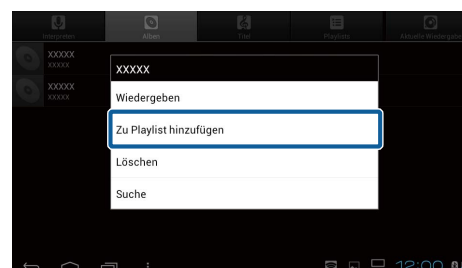 Interpreten
Alben
Titel
Playlists
Aktuelle Wiedergabe
XXXXX
XXXXX
XXXXX
XXXXX
XXXXX
Wiedergeben
Zu Playlist hinzufügen
Löschen
Suche
12:00